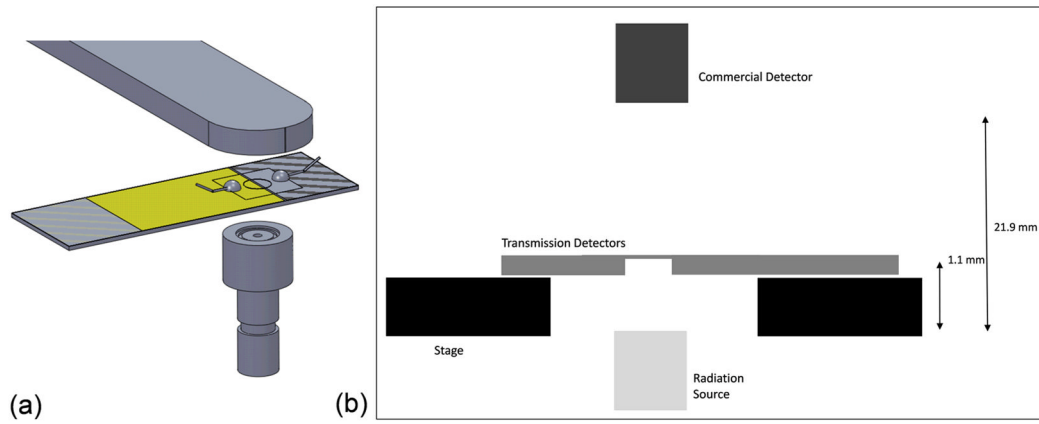 Commercial Detector
21.9 mm
Transmission Detectors
1.1 mm
Stage
Radiation
Source
(a)
(b)